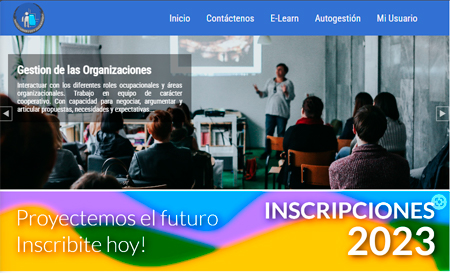 Inicio Contáctenos E-Learn Autogestión Mi Usuario
Gestion de las Organizaciones
Interactuar con los diferentes roles ocupacionales y áreas
organizacionales. Trabajo en equipo de carácter
cooperativo. Con capacidad para negociar, argumentar y
articular propuestas, necesidades y expectativas...
Proyectemos el futuro
Inscribite hoy!
INSCRIPCIONES
2023